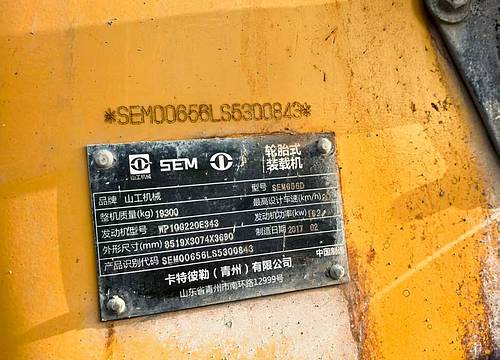 *SEM00656LS5300843*
山工机械 SEM 轮胎式
装载机
品牌 山工机械 型号 SEM656D
整机质量(kg) 19300 最高设计车速(km/h)
发动机型号 WP10G220E343 发动机功率(kw) 162
外形尺寸(mm) 8519X3074X3690 制造日期 2017 02
产品识别代码 SEM00656LS5300843
卡特彼勒（青州）有限公司 中国制造
山东省青州市南环路12999号